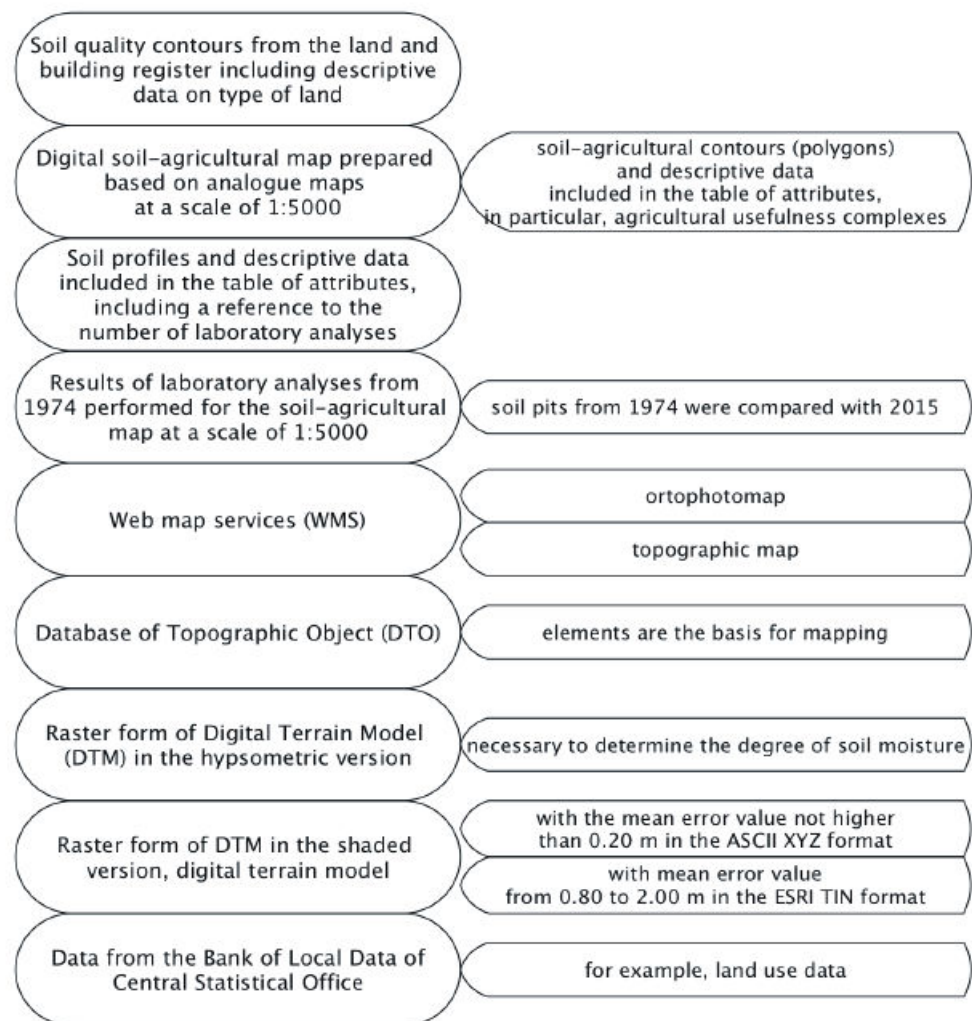 Soil quality contours from the land and
building register including descriptive
data on type of land
Digital soil-agricultural map prepared
based on analogue maps
at a scale of 1:5000
soil-agricultural contours (polygons)
and descriptive data
included in the table of attributes,
in particular, agricultural usefulness complexes
Soil profiles and descriptive data
included in the table of attributes,
including a reference to the
number of laboratory analyses
Results of laboratory analyses from
1974 performed for the soil-agricultural
map at a scale of 1:5000
soil pits from 1974 were compared with 2015
Web map services (WMS)
ortophotomap
topographic map
Database of Topographic Object (DTO)
elements are the basis for mapping
Raster form of Digital Terrain Model
(DTM) in the hypsometric version
necessary to determine the degree of soil moisture
Raster form of DTM in the shaded
version, digital terrain model
with the mean error value not higher
than 0.20 m in the ASCII XYZ format
with mean error value
from 0.80 to 2.00 m in the ESRI TIN format
Data from the Bank of Local Data of
Central Statistical Office
for example, land use data